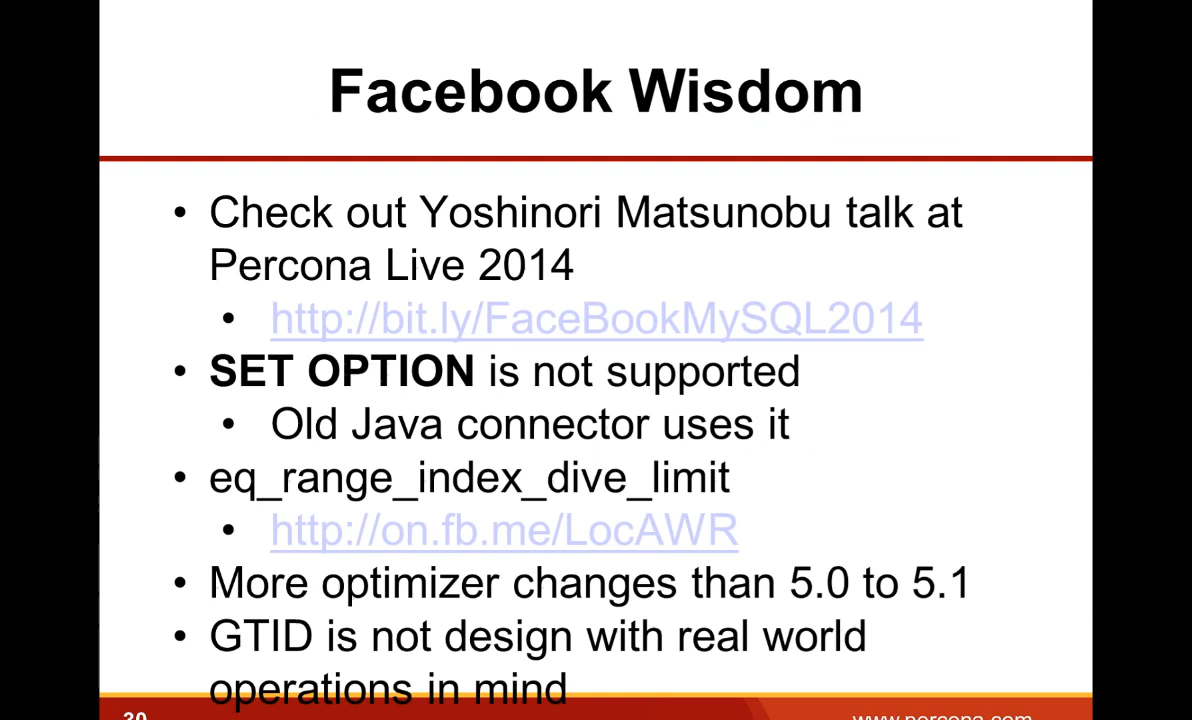 Facebook Wisdom
• Check out Yoshinori Matsunobu talk at
Percona Live 2014
• http://bit.ly/FaceBookMySQL2014
• SET OPTION is not supported
• Old Java connector uses it
• eq_range_index_dive_limit
• http://on.fb.me/LocAWR
• More optimizer changes than 5.0 to 5.1
• GTID is not design with real world
operations in mind
30
www.percona.com